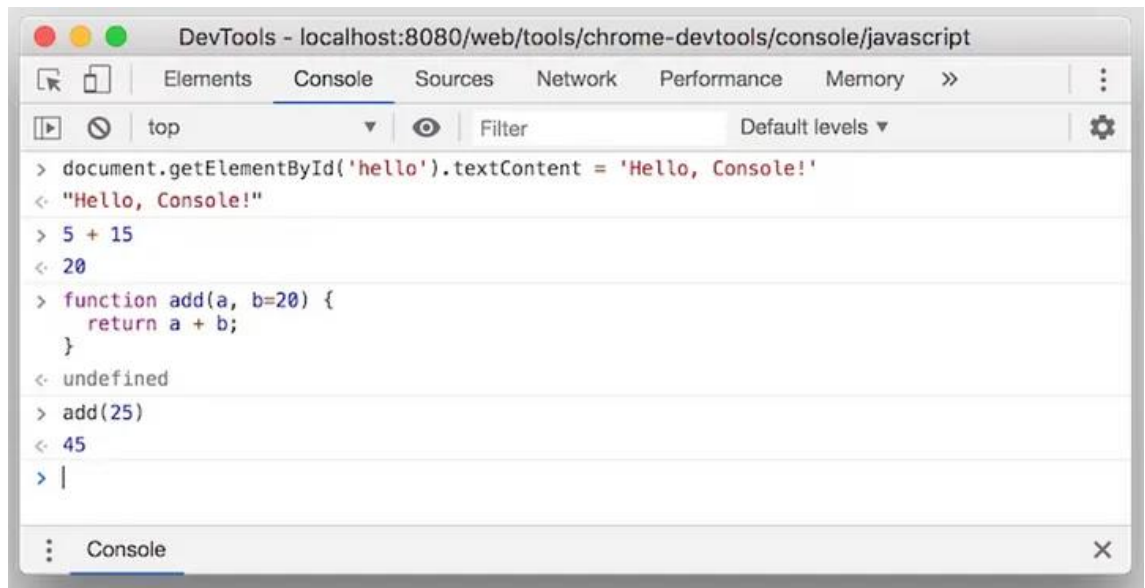 DevTools - localhost:8080/web/tools/chrome-devtools/console/javascript
Elements Console Sources Network Performance Memory »
top ▼ Filter Default levels ▼
> document.getElementById('hello').textContent = 'Hello, Console!'
<· "Hello, Console!"
> 5 + 15
<· 20
> function add(a, b=20) {
    return a + b;
  }
<· undefined
> add(25)
<· 45
>
Console